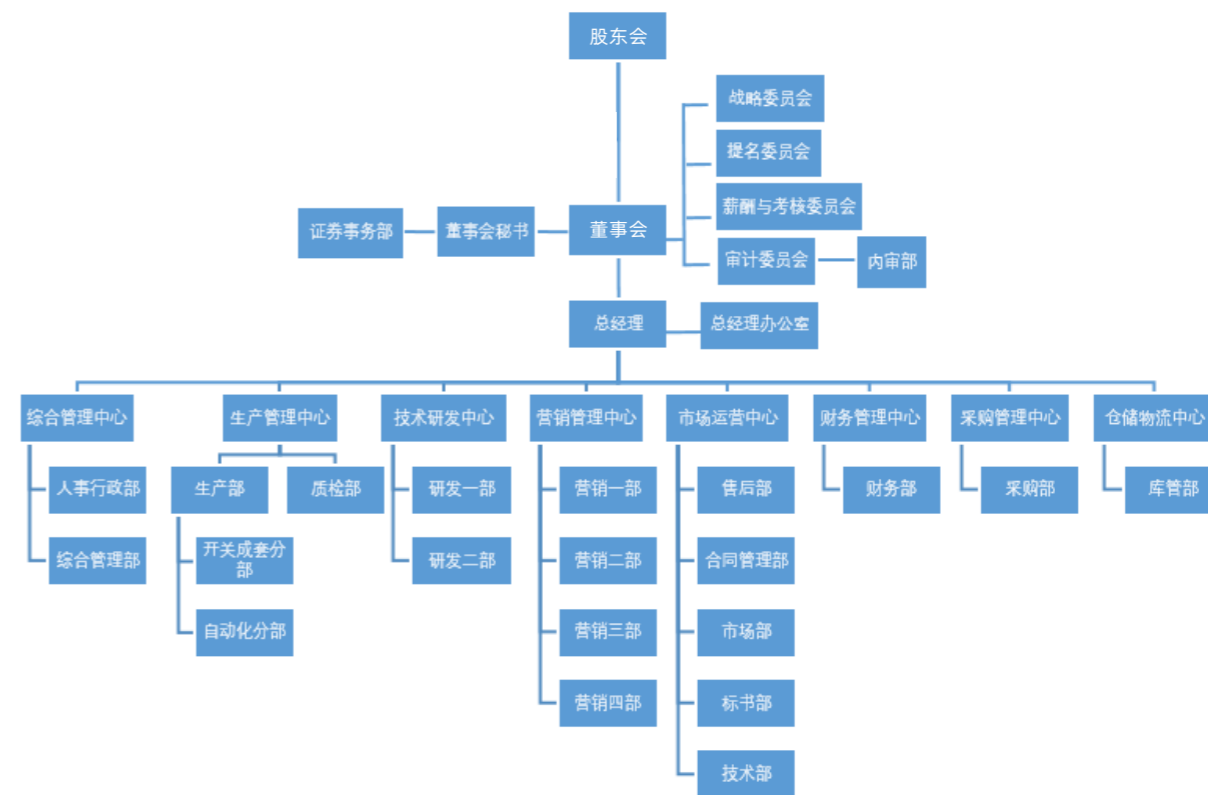 股东会
战略委员会
提名委员会
薪酬与考核委员会
证券事务部
董事会秘书
董事会
审计委员会
内审部
总经理
总经理办公室
综合管理中心
生产管理中心
技术研发中心
营销管理中心
市场运营中心
财务管理中心
采购管理中心
仓储物流中心
人事行政部
生产部
质检部
研发一部
营销一部
售后部
财务部
采购部
库管部
综合管理部
开关成套分
部
研发二部
营销二部
合同管理部
自动化分部
营销三部
市场部
营销四部
标书部
技术部